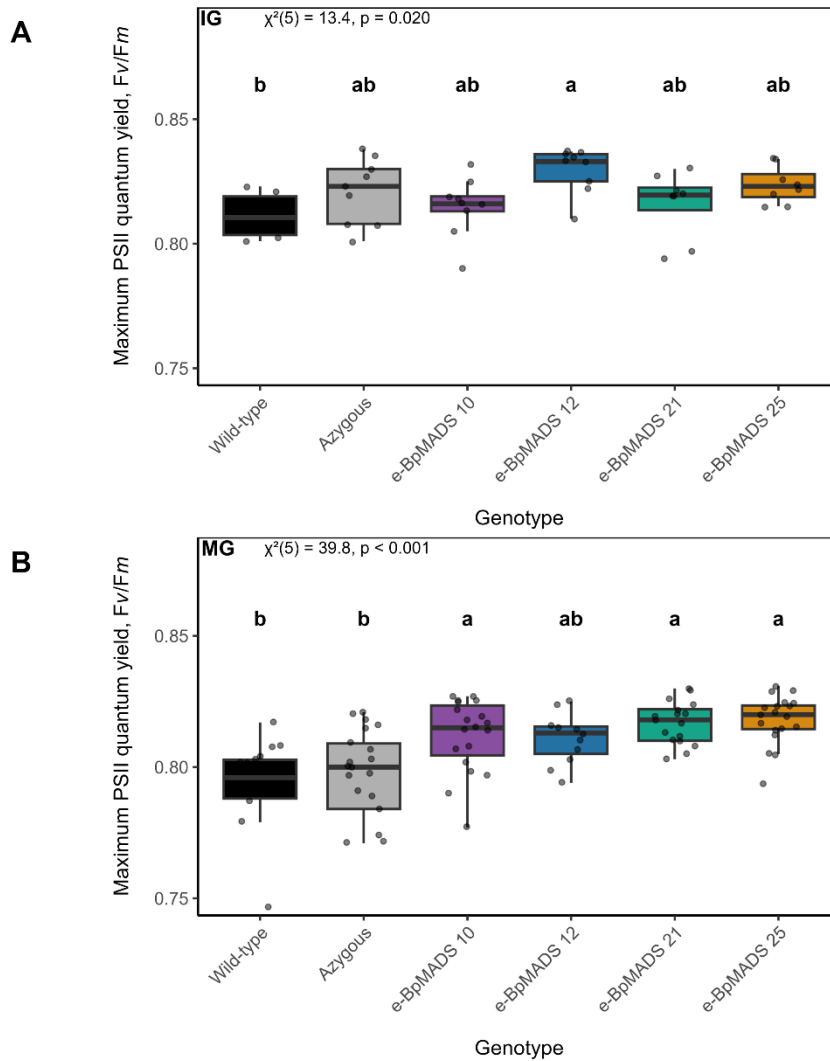 A
IG χ²(5) = 13.4, p = 0.020
b ab ab a ab ab
Maximum PSII quantum yield, Fv/Fm
0.85
0.80
0.75
Wild-type Azygous e-BpMADS 10 e-BpMADS 12 e-BpMADS 21 e-BpMADS 25
Genotype
B
MG χ²(5) = 39.8, p < 0.001
b b a ab a a
Maximum PSII quantum yield, Fv/Fm
0.85
0.80
0.75
Wild-type Azygous e-BpMADS 10 e-BpMADS 12 e-BpMADS 21 e-BpMADS 25
Genotype